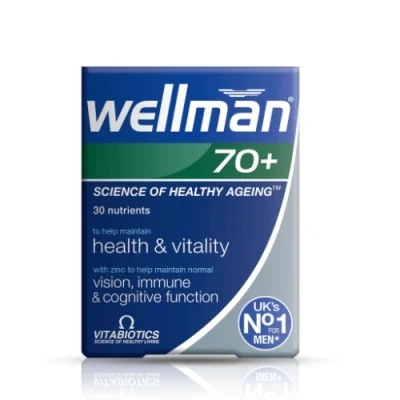 wellman®
70+
SCIENCE OF HEALTHY AGEING™
30 nutrients
to help maintain
health & vitality
with zinc to help maintain normal
vision, immune
& cognitive function
UK's
No1
FOR
MEN*
VITABIOTICS
SCIENCE OF HEALTHY LIVING